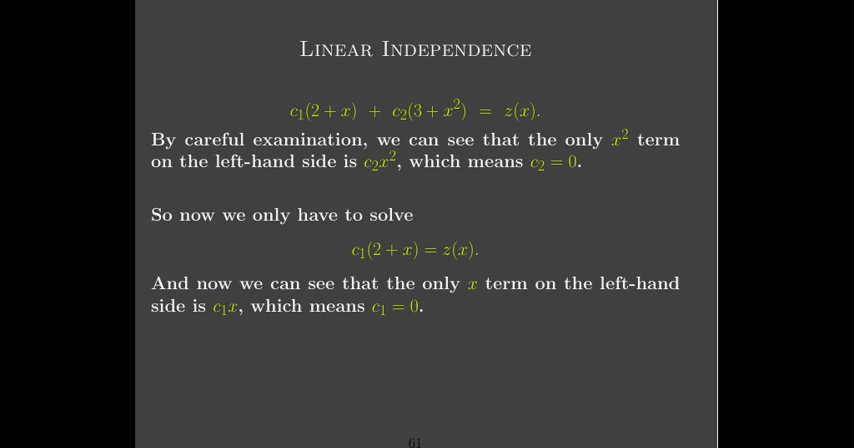 Linear Independence
c₁(2 + x) + c₂(3 + x²) = z(x).
By careful examination, we can see that the only x² term
on the left-hand side is c₂x², which means c₂ = 0.
So now we only have to solve
c₁(2 + x) = z(x).
And now we can see that the only x term on the left-hand
side is c₁x, which means c₁ = 0.
61